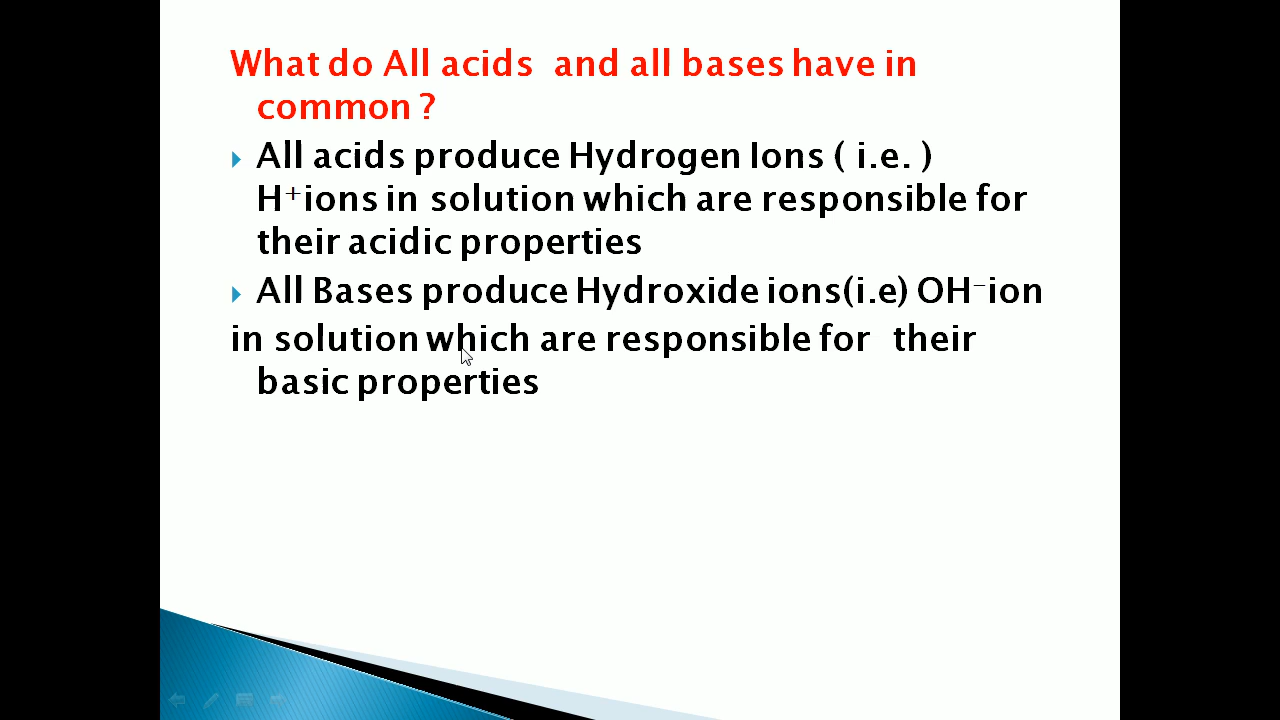 What do All acids and all bases have in
common ?
All acids produce Hydrogen Ions ( i.e. )
H⁺ions in solution which are responsible for
their acidic properties
All Bases produce Hydroxide ions(i.e) OH⁻ion
in solution which are responsible for their
basic properties